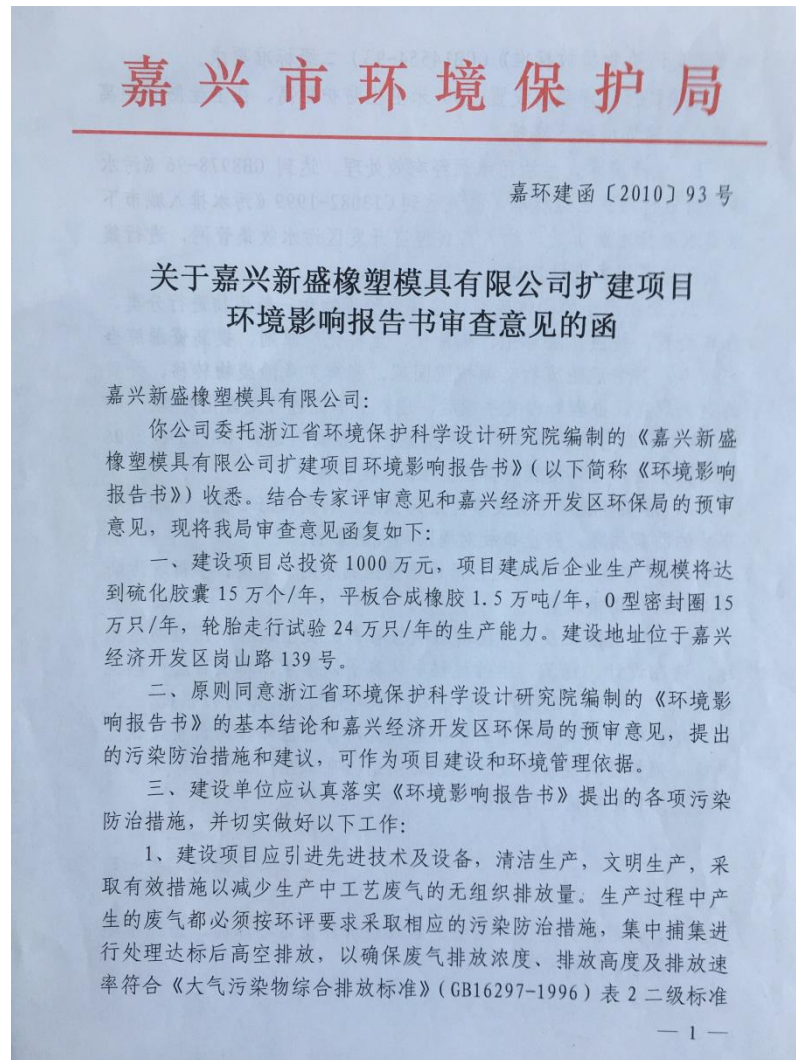 嘉兴市环境保护局
嘉环建函〔2010〕93号
关于嘉兴新盛橡塑模具有限公司扩建项目
环境影响报告书审查意见的函
嘉兴新盛橡塑模具有限公司：
你公司委托浙江省环境保护科学设计研究院编制的《嘉兴新盛
橡塑模具有限公司扩建项目环境影响报告书》（以下简称《环境影响
报告书》）收悉。结合专家评审意见和嘉兴经济开发区环保局的预审
意见，现将我局审查意见函复如下：
一、建设项目总投资1000万元，项目建成后企业生产规模将达
到硫化胶囊15万个/年，平板合成橡胶1.5万吨/年，O型密封圈15
万只/年，轮胎走行试验24万只/年的生产能力。建设地址位于嘉兴
经济开发区岗山路139号。
二、原则同意浙江省环境保护科学设计研究院编制的《环境影
响报告书》的基本结论和嘉兴经济开发区环保局的预审意见，提出
的污染防治措施和建议，可作为项目建设和环境管理依据。
三、建设单位应认真落实《环境影响报告书》提出的各项污染
防治措施，并切实做好以下工作：
1、建设项目应引进先进技术及设备，清洁生产，文明生产，采
取有效措施以减少生产中工艺废气的无组织排放量。生产过程中产
生的废气都必须按环评要求采取相应的污染防治措施，集中捕集进
行处理达标后高空排放，以确保废气排放浓度、排放高度及排放速
率符合《大气污染物综合排放标准》（GB16297-1996）表2二级标准
— 1 —